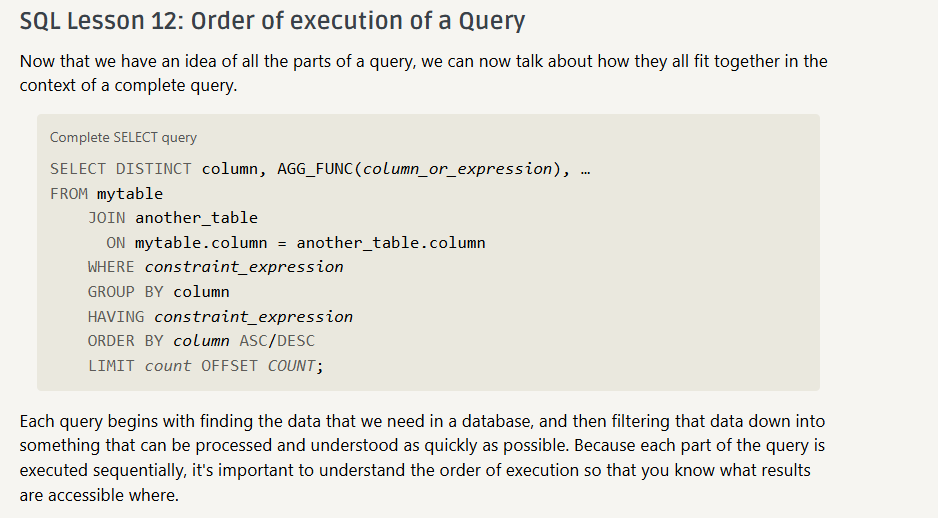 SQL Lesson 12: Order of execution of a Query
Now that we have an idea of all the parts of a query, we can now talk about how they all fit together in the
context of a complete query.
Complete SELECT query
SELECT DISTINCT column, AGG_FUNC(column_or_expression), …
FROM mytable
JOIN another_table
ON mytable.column = another_table.column
WHERE constraint_expression
GROUP BY column
HAVING constraint_expression
ORDER BY column ASC/DESC
LIMIT count OFFSET COUNT;
Each query begins with finding the data that we need in a database, and then filtering that data down into
something that can be processed and understood as quickly as possible. Because each part of the query is
executed sequentially, it's important to understand the order of execution so that you know what results
are accessible where.